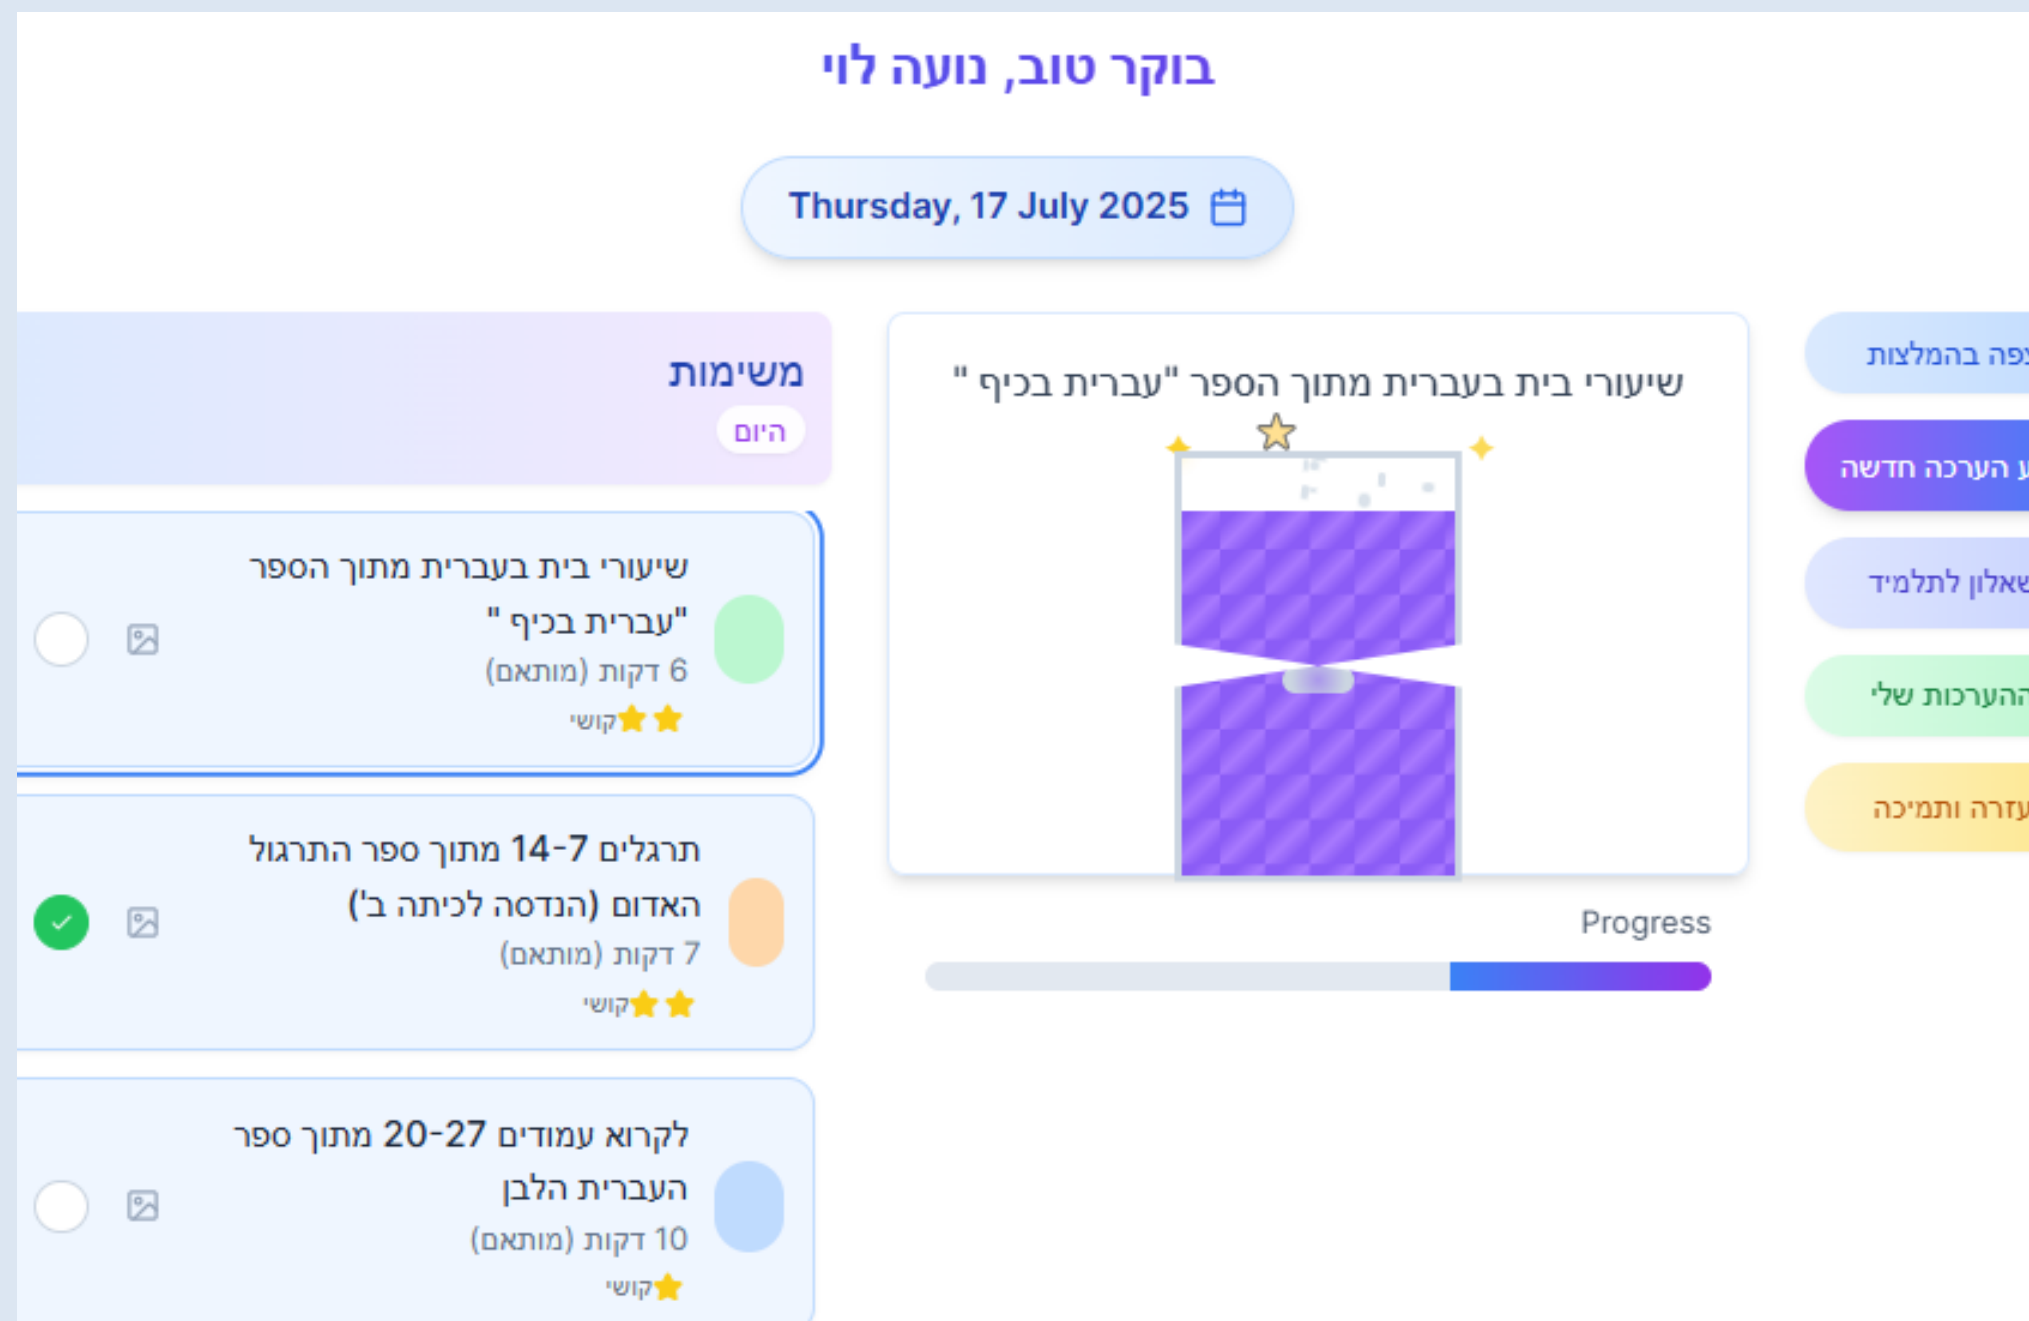 בוקר טוב, נועה לוי
Thursday, 17 July 2025
בהמלצות
הערכה חדשה
לתלמיד
ההערכות שלי
עזרה ותמיכה
שיעורי בית בעברית מתוך הספר "עברית בכיף "
Progress
משימות
היום
שיעורי בית בעברית מתוך הספר
"עברית בכיף "
6 דקות (מותאם)
קושי
תרגלים 14-7 מתוך ספר התרגול
האדום (הנדסה לכיתה ב')
7 דקות (מותאם)
קושי
לקרוא עמודים 20-27 מתוך ספר
העברית הלבן
10 דקות (מותאם)
קושי